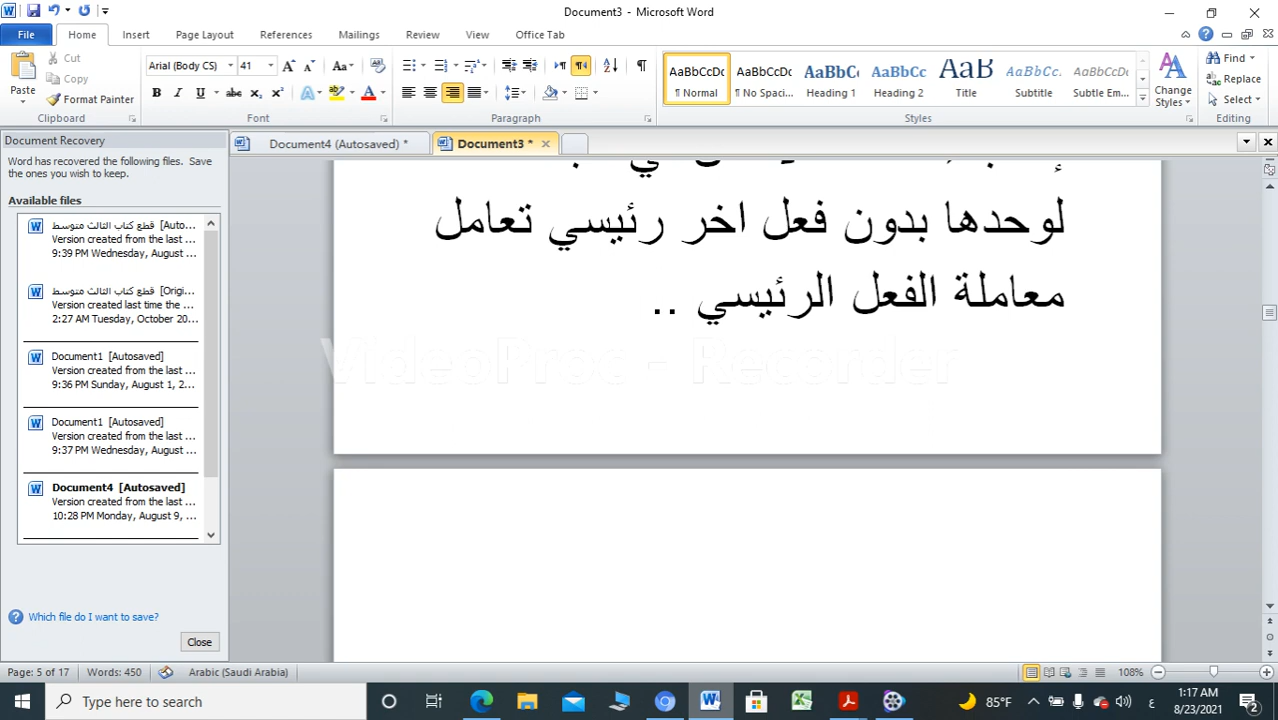 Document3 - Microsoft Word
File Home Insert Page Layout References Mailings Review View Office Tab
Cut
Copy
Paste
Format Painter
Clipboard
Arial (Body CS) 41
Font
Paragraph
AaBbCcDc AaBbCcDc AaBbC AaBbCc AaB AaBbCc. AaBbCcDc
¶ Normal ¶ No Spaci... Heading 1 Heading 2 Title Subtitle Subtle Em...
Change Styles
Styles
Find
Replace
Select
Editing
Document Recovery
Document4 (Autosaved) * Document3 *
Word has recovered the following files. Save
the ones you wish to keep.
Available files
قطع كتاب الثالث متوسط [Auto...
Version created from the last ...
9:39 PM Wednesday, August ...
قطع كتاب الثالث متوسط [Origi...
Version created last time the ...
2:27 AM Tuesday, October 20...
Document1 [Autosaved]
Version created from the last ...
9:36 PM Sunday, August 1, 2...
Document1 [Autosaved]
Version created from the last ...
9:37 PM Wednesday, August ...
Document4 [Autosaved]
Version created from the last ...
10:28 PM Monday, August 9, ...
Which file do I want to save?
Close
لوحدها بدون فعل اخر رئيسي تعامل
معاملة الفعل الرئيسي ..
VideoProc - Recorder
Page: 5 of 17 Words: 450 Arabic (Saudi Arabia) 108%
Type here to search
85°F ع 1:17 AM
8/23/2021 2